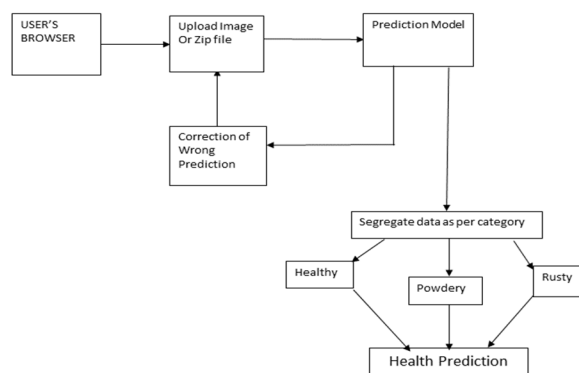 USER'S
BROWSER
Upload Image
Or Zip file
Prediction Model
Correction of
Wrong
Prediction
Segregate data as per category
Healthy
Powdery
Rusty
Health Prediction